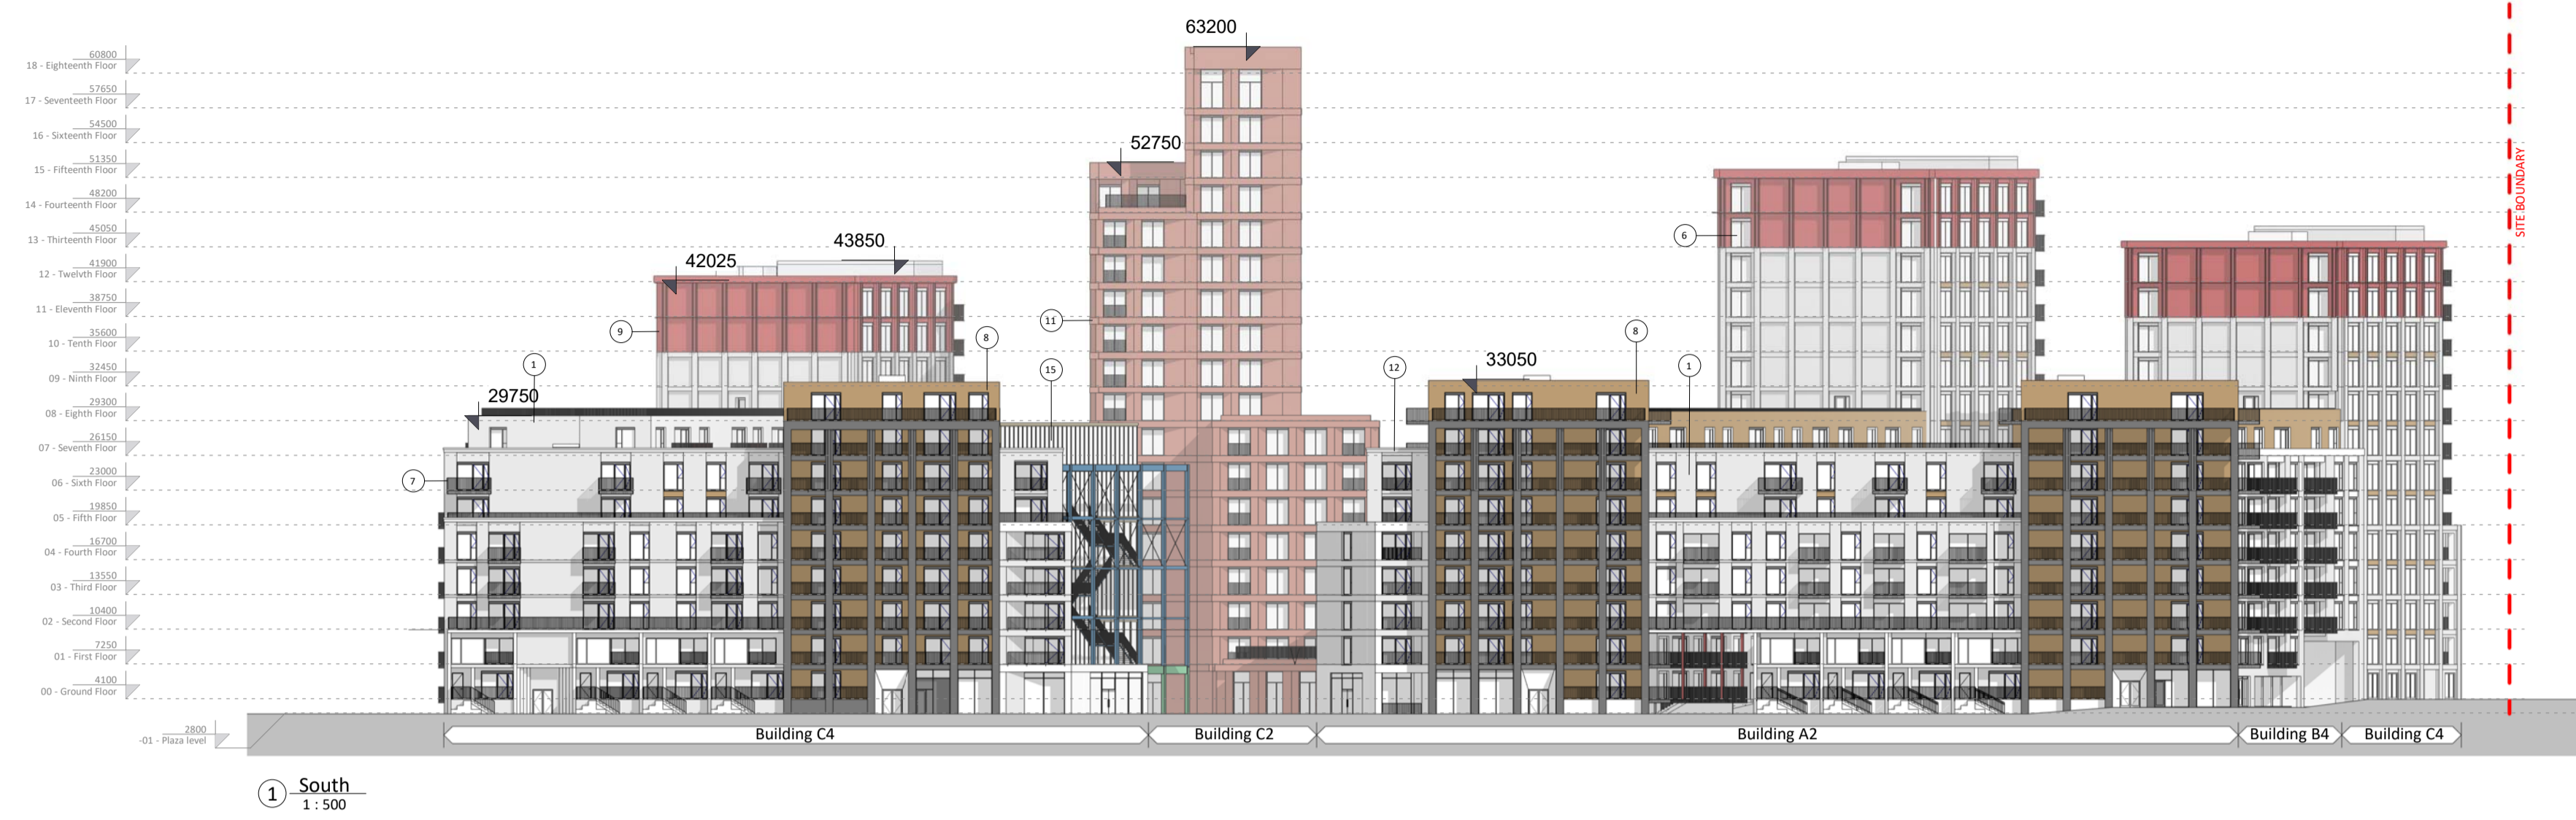 63200
60800
18 - Eighteenth Floor
57650
17 - Seventeeth Floor
54500
16 - Sixteenth Floor
52750
51350
15 - Fifteenth Floor
SITE BOUNDARY
48200
14 - Fourteenth Floor
45050
13 - Thirteenth Floor
6
43850
42025
41900
12 - Twelvth Floor
38750
11 - Eleventh Floor
11
9
8
8
35600
10 - Tenth Floor
33050
1
15
12
1
32450
09 - Ninth Floor
29750
29300
08 - Eighth Floor
26150
07 - Seventh Floor
7
23000
06 - Sixth Floor
19850
05 - Fifth Floor
16700
04 - Fourth Floor
13550
03 - Third Floor
10400
02 - Second Floor
7250
01 - First Floor
4100
00 - Ground Floor
2800
-01 - Plaza level
Building C4
Building C2
Building A2
Building B4
Building C4
1 South
1 : 500